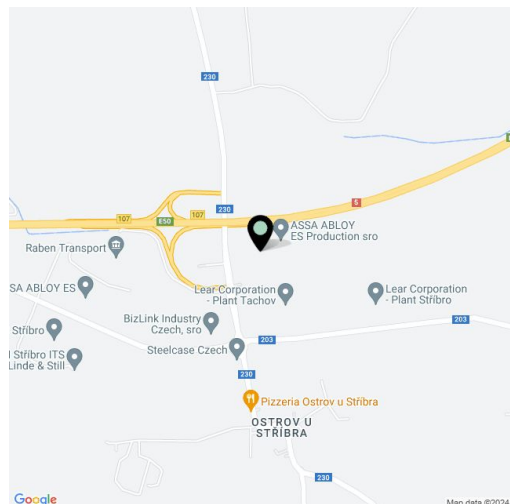 230
107
E50
107
230
5
Raben Transport
ASSA ABLOY
ES Production sro
SA ABLOY ES
Lear Corporation
- Plant Tachov
Lear Corporation
- Plant Stříbro
BizLink Industry
Czech, sro
Stříbro
203
203
Steelcase Czech
Stříbro ITS
Linde & Still
230
Pizzeria Ostrov u Stříbra
OSTROV U
STŘÍBRA
230
Google
Map data ©2024